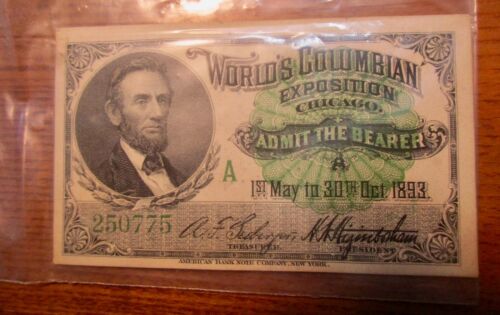 WORLD'S COLUMBIAN
EXPOSITION
CHICAGO.
ADMIT THE BEARER
A
A
1ST May to 30TH Oct 1893.
250775
TREASURER.
PRESIDENT.
AMERICAN BANK NOTE COMPANY, NEW YORK.